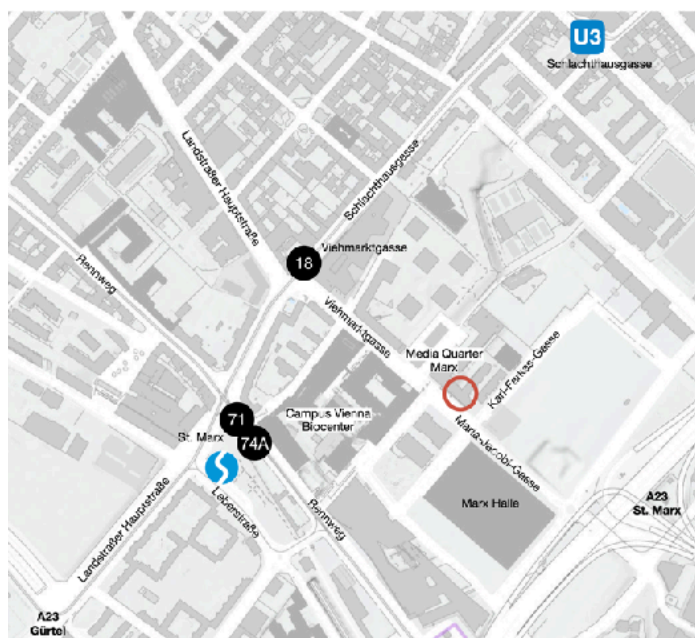 U3
Schlachthausgasse
Landstraßer Hauptstraße
Schlachthausgasse
18
Viehmarktgasse
Rennweg
Viehmarktgasse
Media Quarter
Marx
Karl-Farkas-Gasse
71
74A
St. Marx
Campus Vienna
Biocenter
Maria-Jacobi-Gasse
Leberstraße
Landstraßer Hauptstraße
Rennweg
Marx Halle
A23
St. Marx
A23
Gürtel